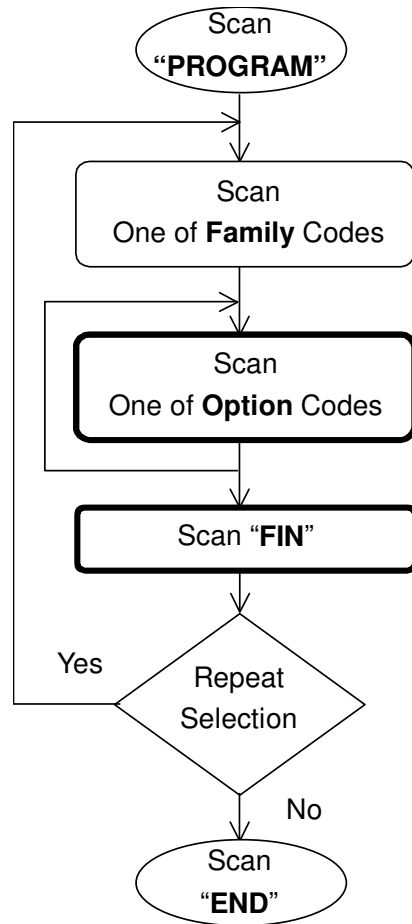 Scan
“PROGRAM”
Scan
One of Family Codes
Scan
One of Option Codes
Scan “FIN”
Yes
Repeat
Selection
No
Scan
“END”